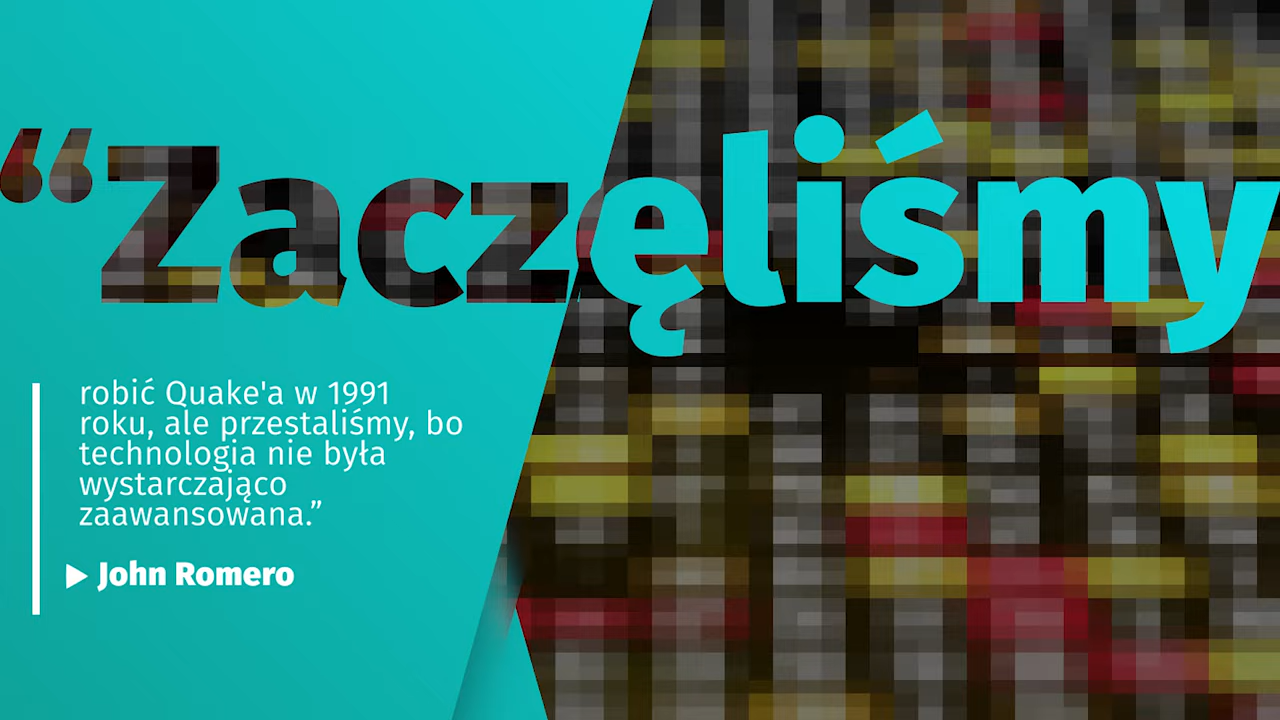 “Zaczęliśmy
robić Quake'a w 1991
roku, ale przestaliśmy, bo
technologia nie była
wystarczająco
zaawansowana.”
▶ John Romero